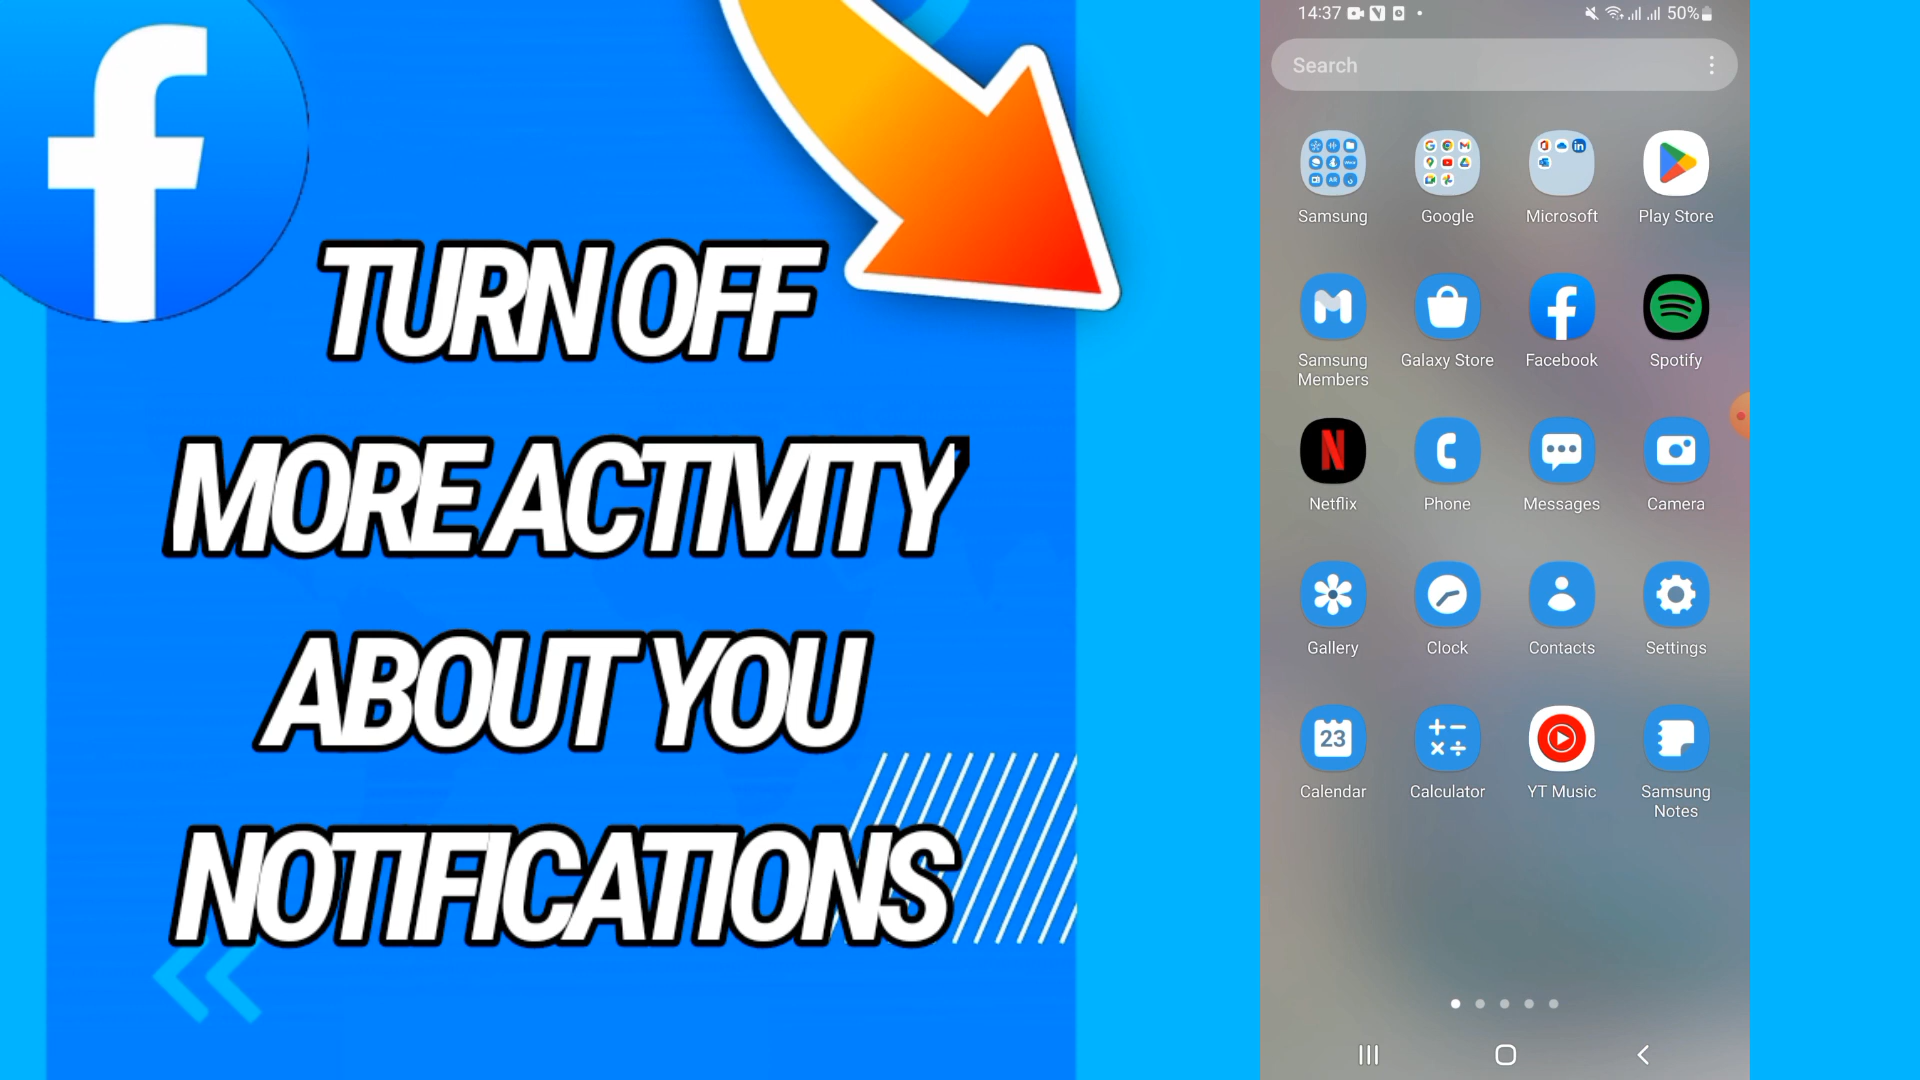 TURN OFF
MORE ACTIVITY
ABOUT YOU
NOTIFICATIONS
14:37
50%
Search
Samsung
Google
Microsoft
Play Store
Samsung
Members
Galaxy Store
Facebook
Spotify
Netflix
Phone
Messages
Camera
Gallery
Clock
Contacts
Settings
23
Calendar
Calculator
YT Music
Samsung
Notes